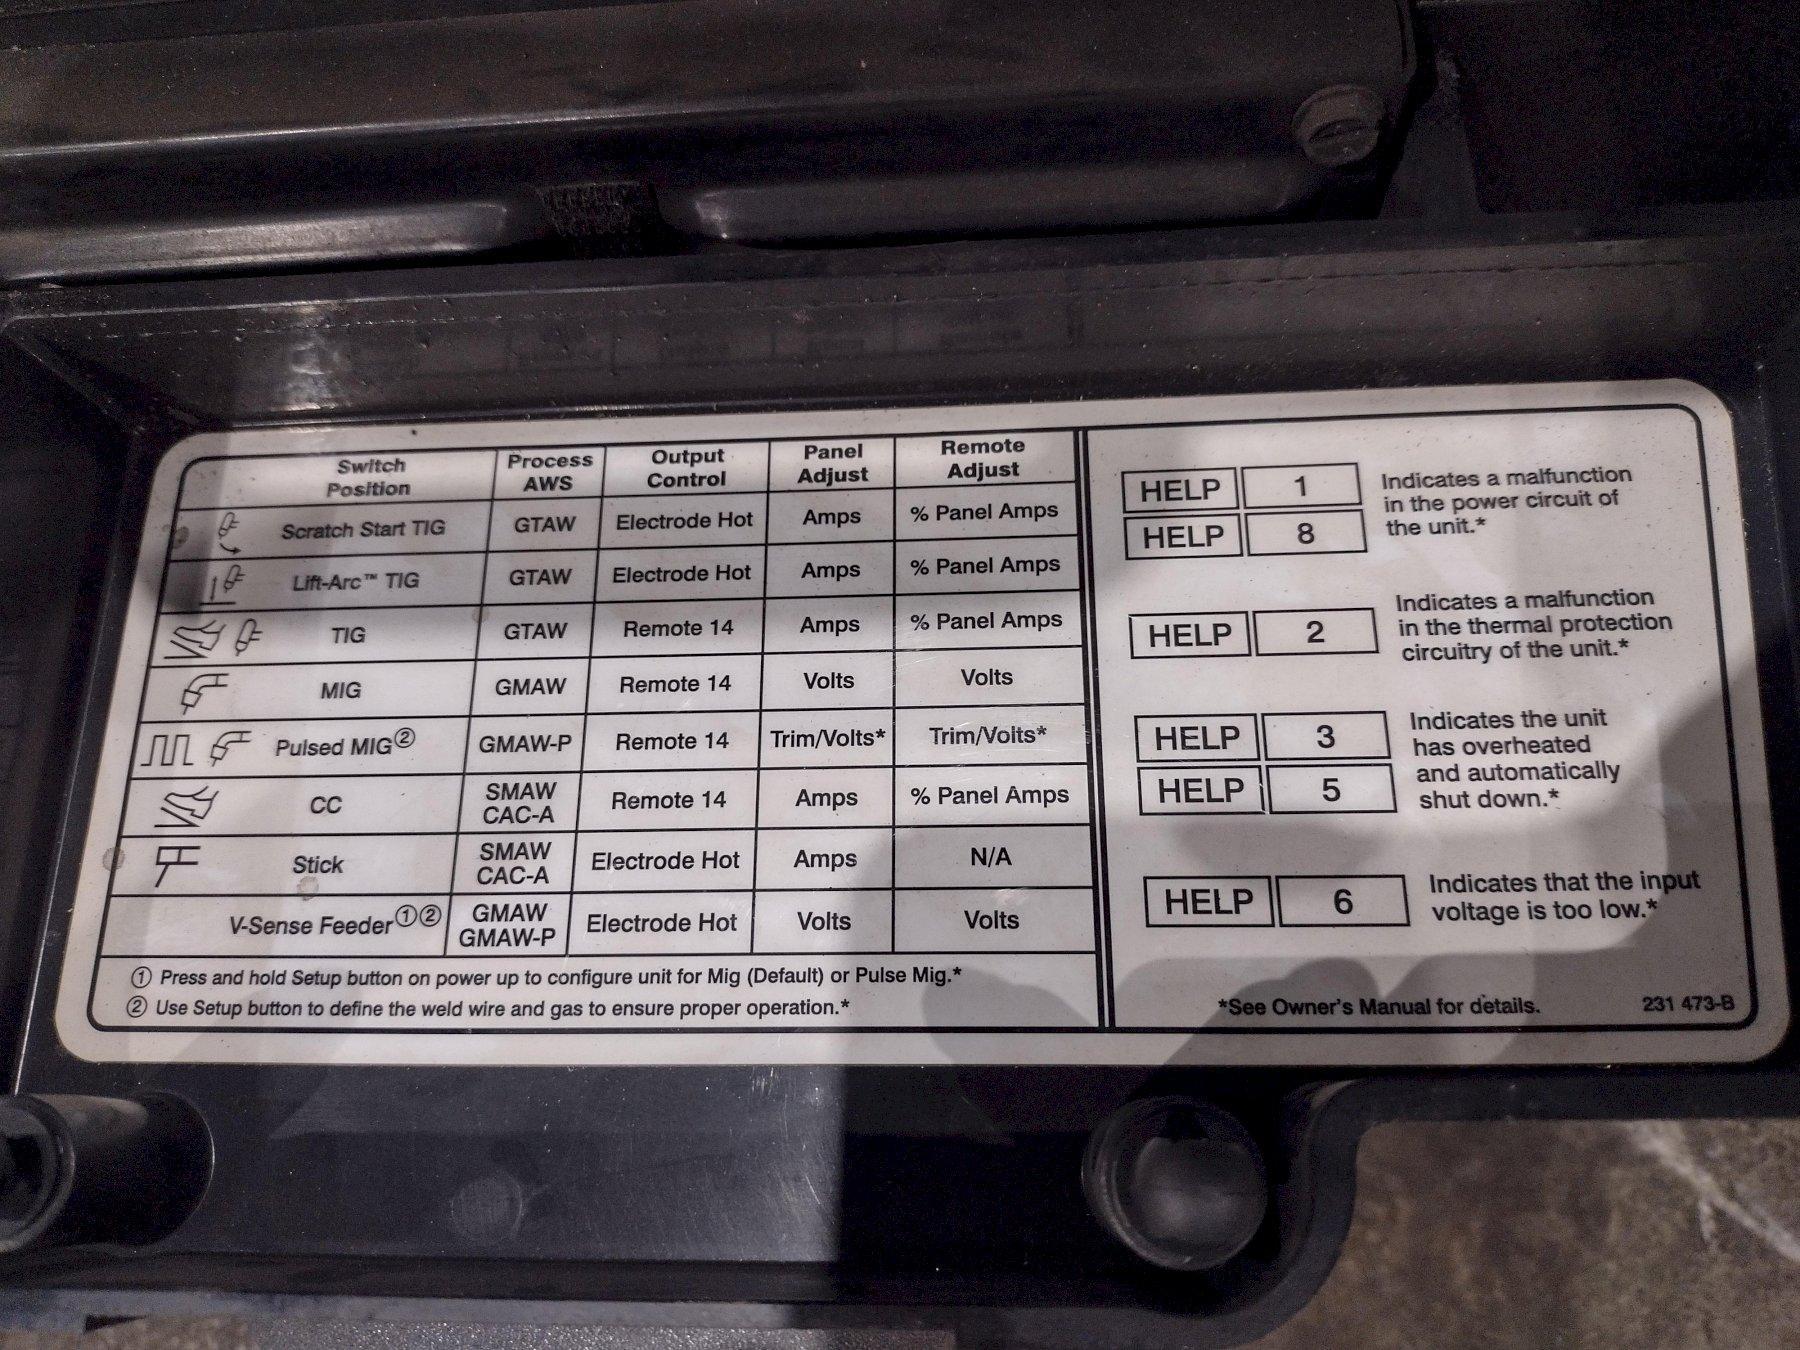 Switch Position Process AWS Output Control Panel Adjust Remote Adjust
Scratch Start TIG GTAW Electrode Hot Amps % Panel Amps
Lift-Arc™ TIG GTAW Electrode Hot Amps % Panel Amps
TIG GTAW Remote 14 Amps % Panel Amps
MIG GMAW Remote 14 Volts Volts
Pulsed MIG② GMAW-P Remote 14 Trim/Volts* Trim/Volts*
CC SMAW CAC-A Remote 14 Amps % Panel Amps
Stick SMAW CAC-A Electrode Hot Amps N/A
V-Sense Feeder①② GMAW GMAW-P Electrode Hot Volts Volts
① Press and hold Setup button on power up to configure unit for Mig (Default) or Pulse Mig.*
② Use Setup button to define the weld wire and gas to ensure proper operation.*
HELP 1
HELP 8
Indicates a malfunction
in the power circuit of
the unit.*
HELP 2
Indicates a malfunction
in the thermal protection
circuitry of the unit.*
HELP 3
HELP 5
Indicates the unit
has overheated
and automatically
shut down.*
HELP 6
Indicates that the input
voltage is too low.*
*See Owner's Manual for details.
231 473-B